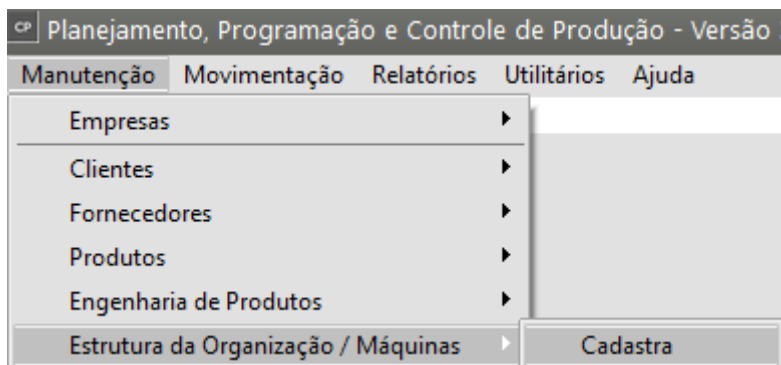 CP Planejamento, Programação e Controle de Produção - Versão
Manutenção Movimentação Relatórios Utilitários Ajuda
Empresas
Clientes
Fornecedores
Produtos
Engenharia de Produtos
Estrutura da Organização / Máquinas Cadastra